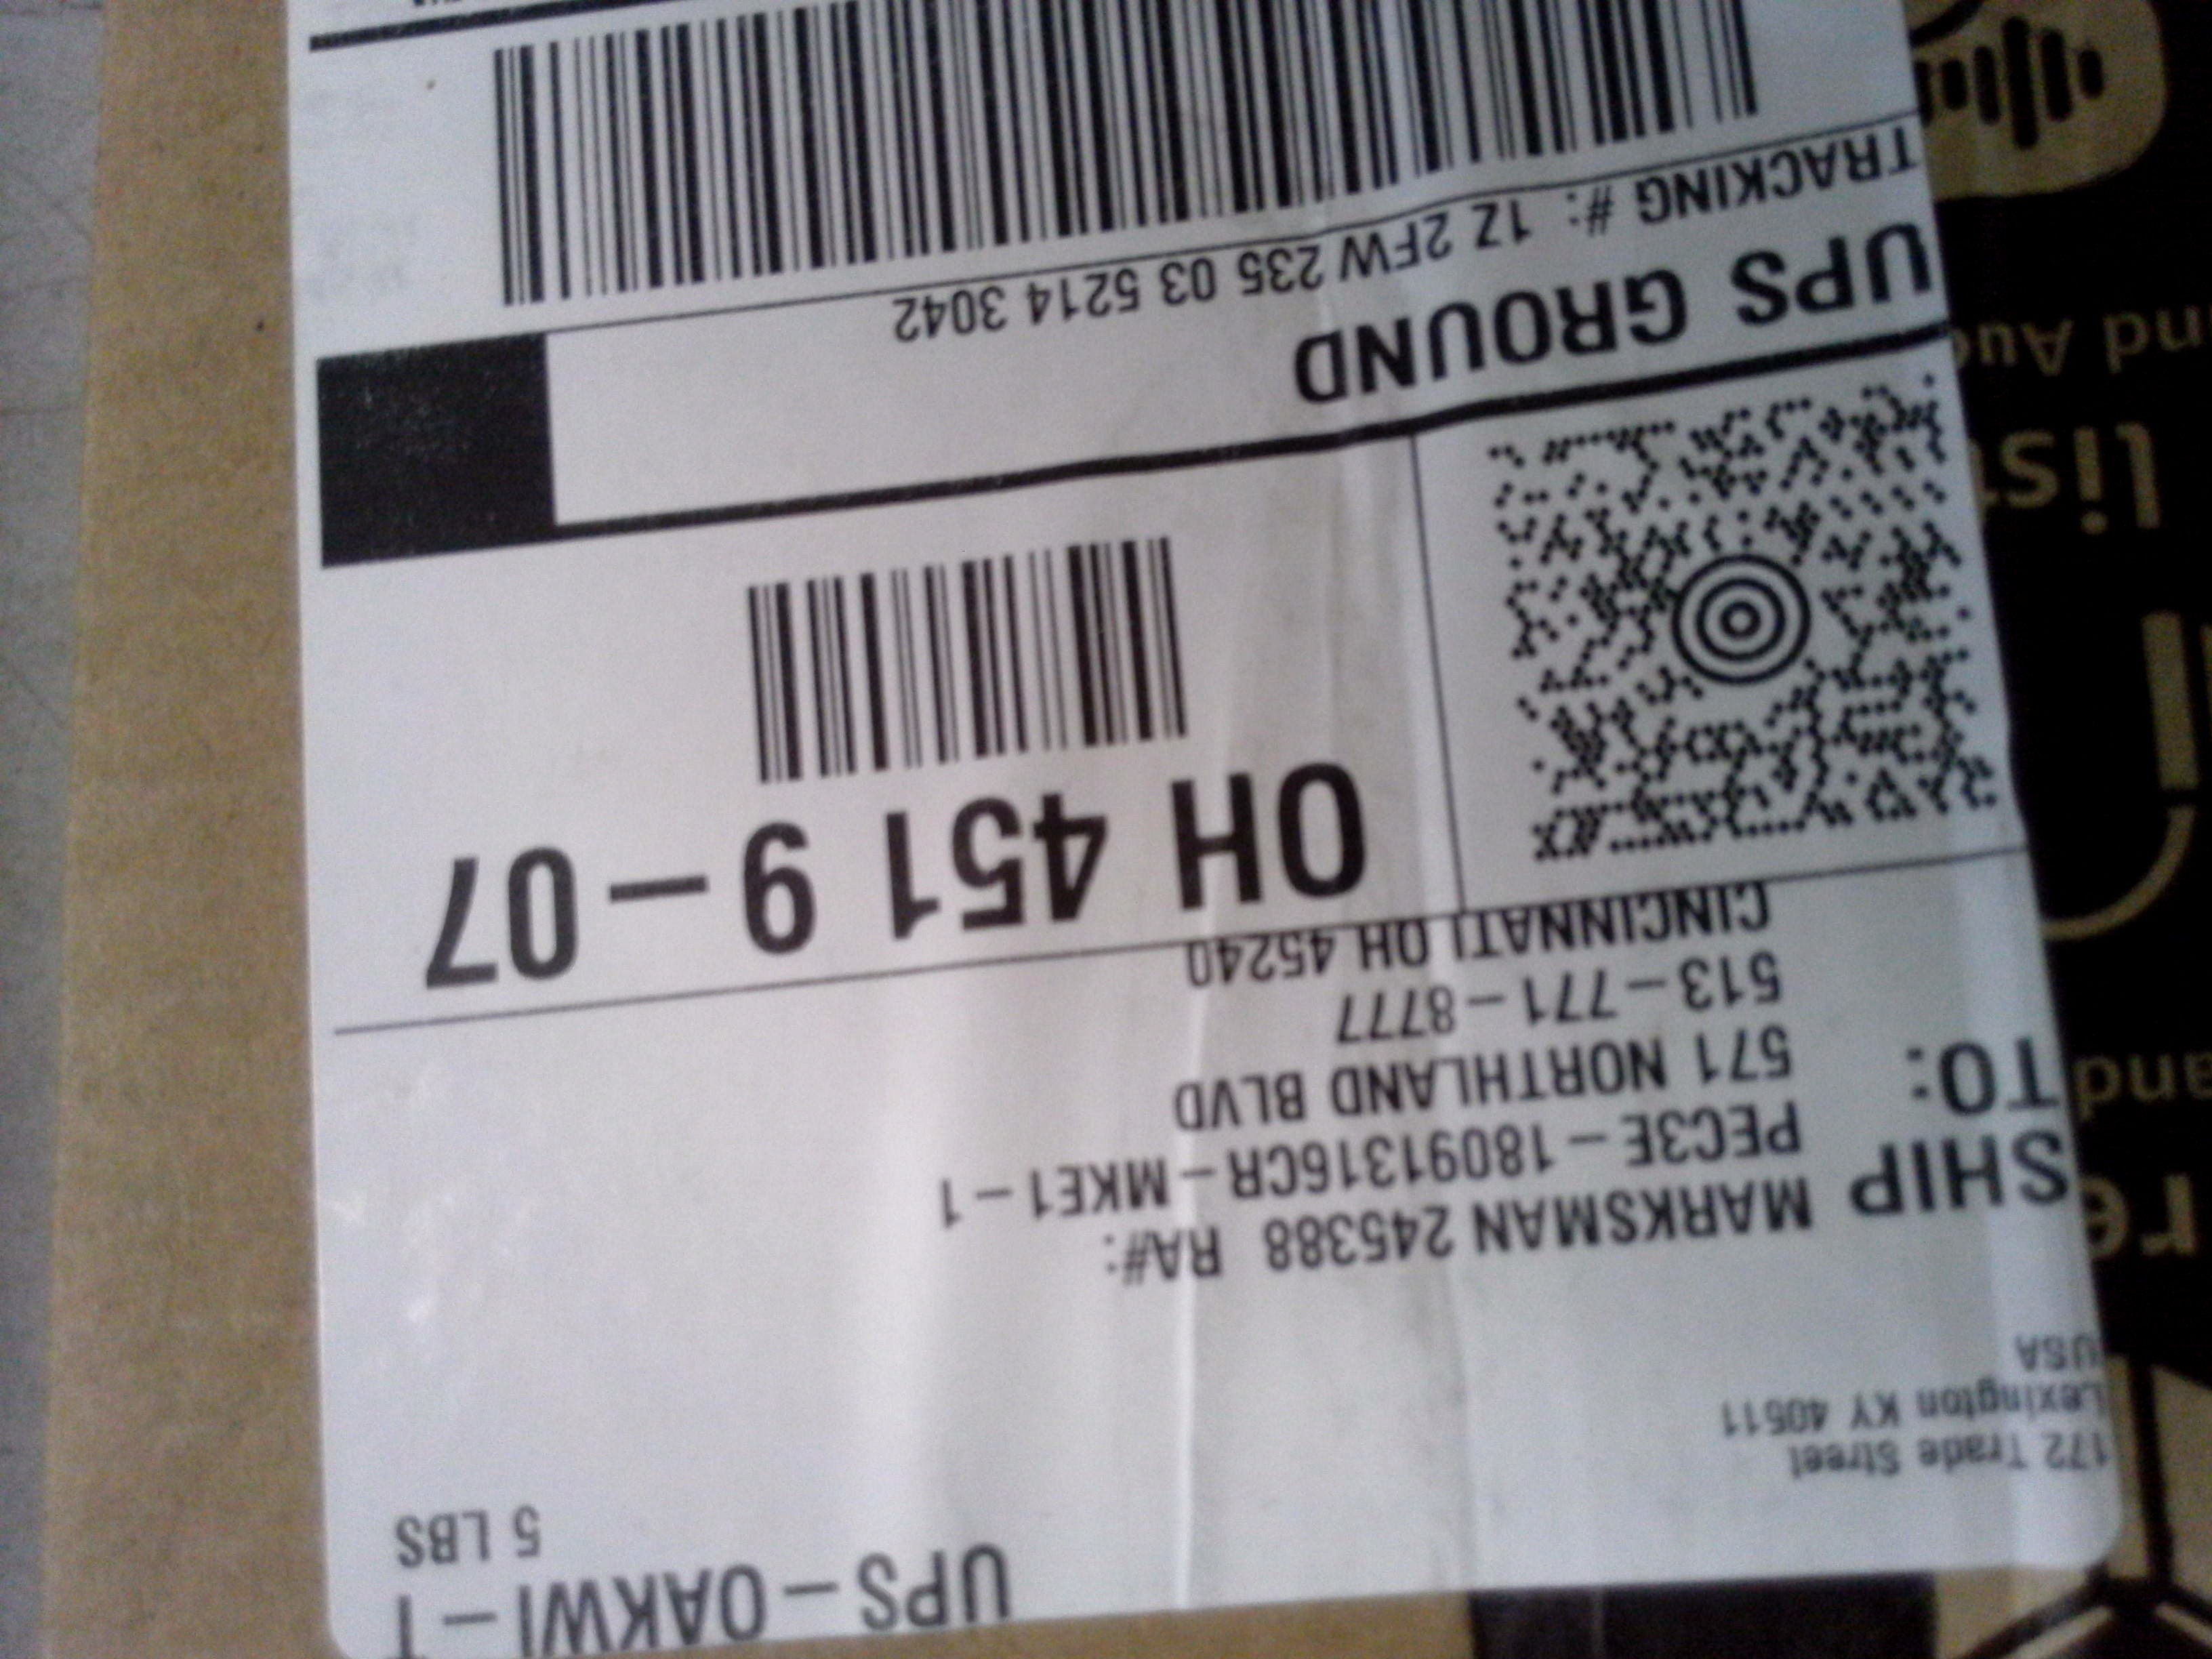 UPS-OAKWI-T
5 LBS
172 Trade Street
Lexington KY 40511
USA
SHIP
TO:
MARKSMAN 245388 RA#:
PEC3E-18091316CR-MKE1-1
571 NORTHLAND BLVD
513-771-8777
CINCINNATI OH 45240
OH 451 9-07
UPS GROUND
TRACKING #: 1Z 2FW 235 03 5214 3042